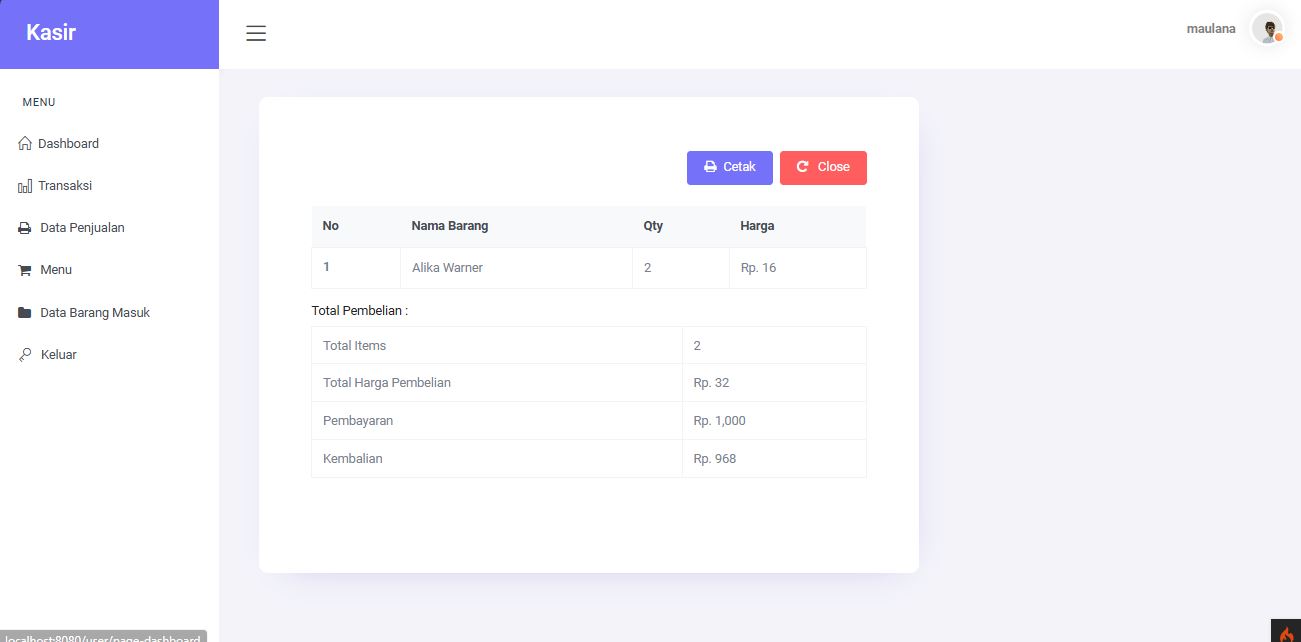 Kasir
maulana
MENU
Dashboard
Transaksi
Data Penjualan
Menu
Data Barang Masuk
Keluar
Cetak Close
No Nama Barang Qty Harga
1 Alika Warner 2 Rp. 16
Total Pembelian :
Total Items 2
Total Harga Pembelian Rp. 32
Pembayaran Rp. 1,000
Kembalian Rp. 968
localhost:8080/user/page-dashboard